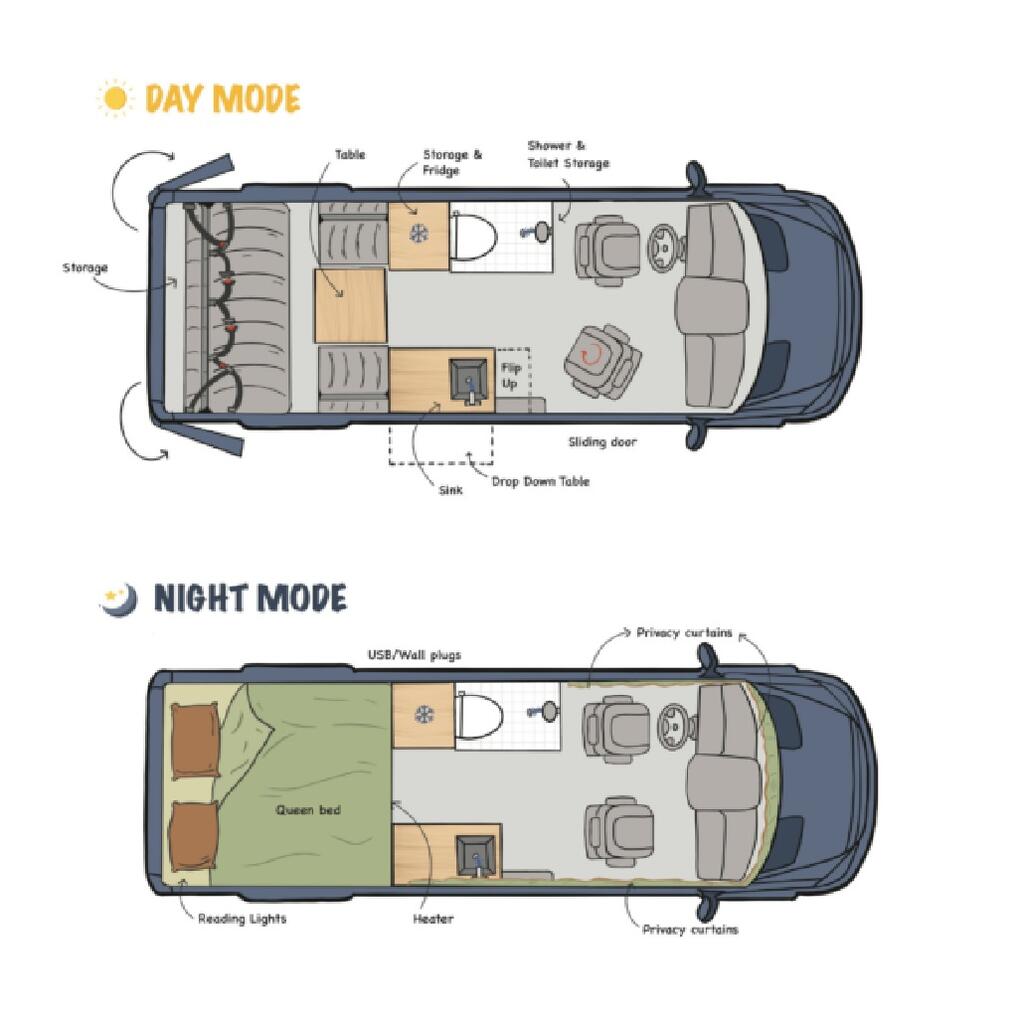 DAY MODE
Table
Storage &
Fridge
Shower &
Toilet Storage
Storage
Flip
Up
Sliding door
Sink
Drop Down Table
NIGHT MODE
USB/Wall plugs
Privacy curtains
Queen bed
Reading Lights
Heater
Privacy curtains